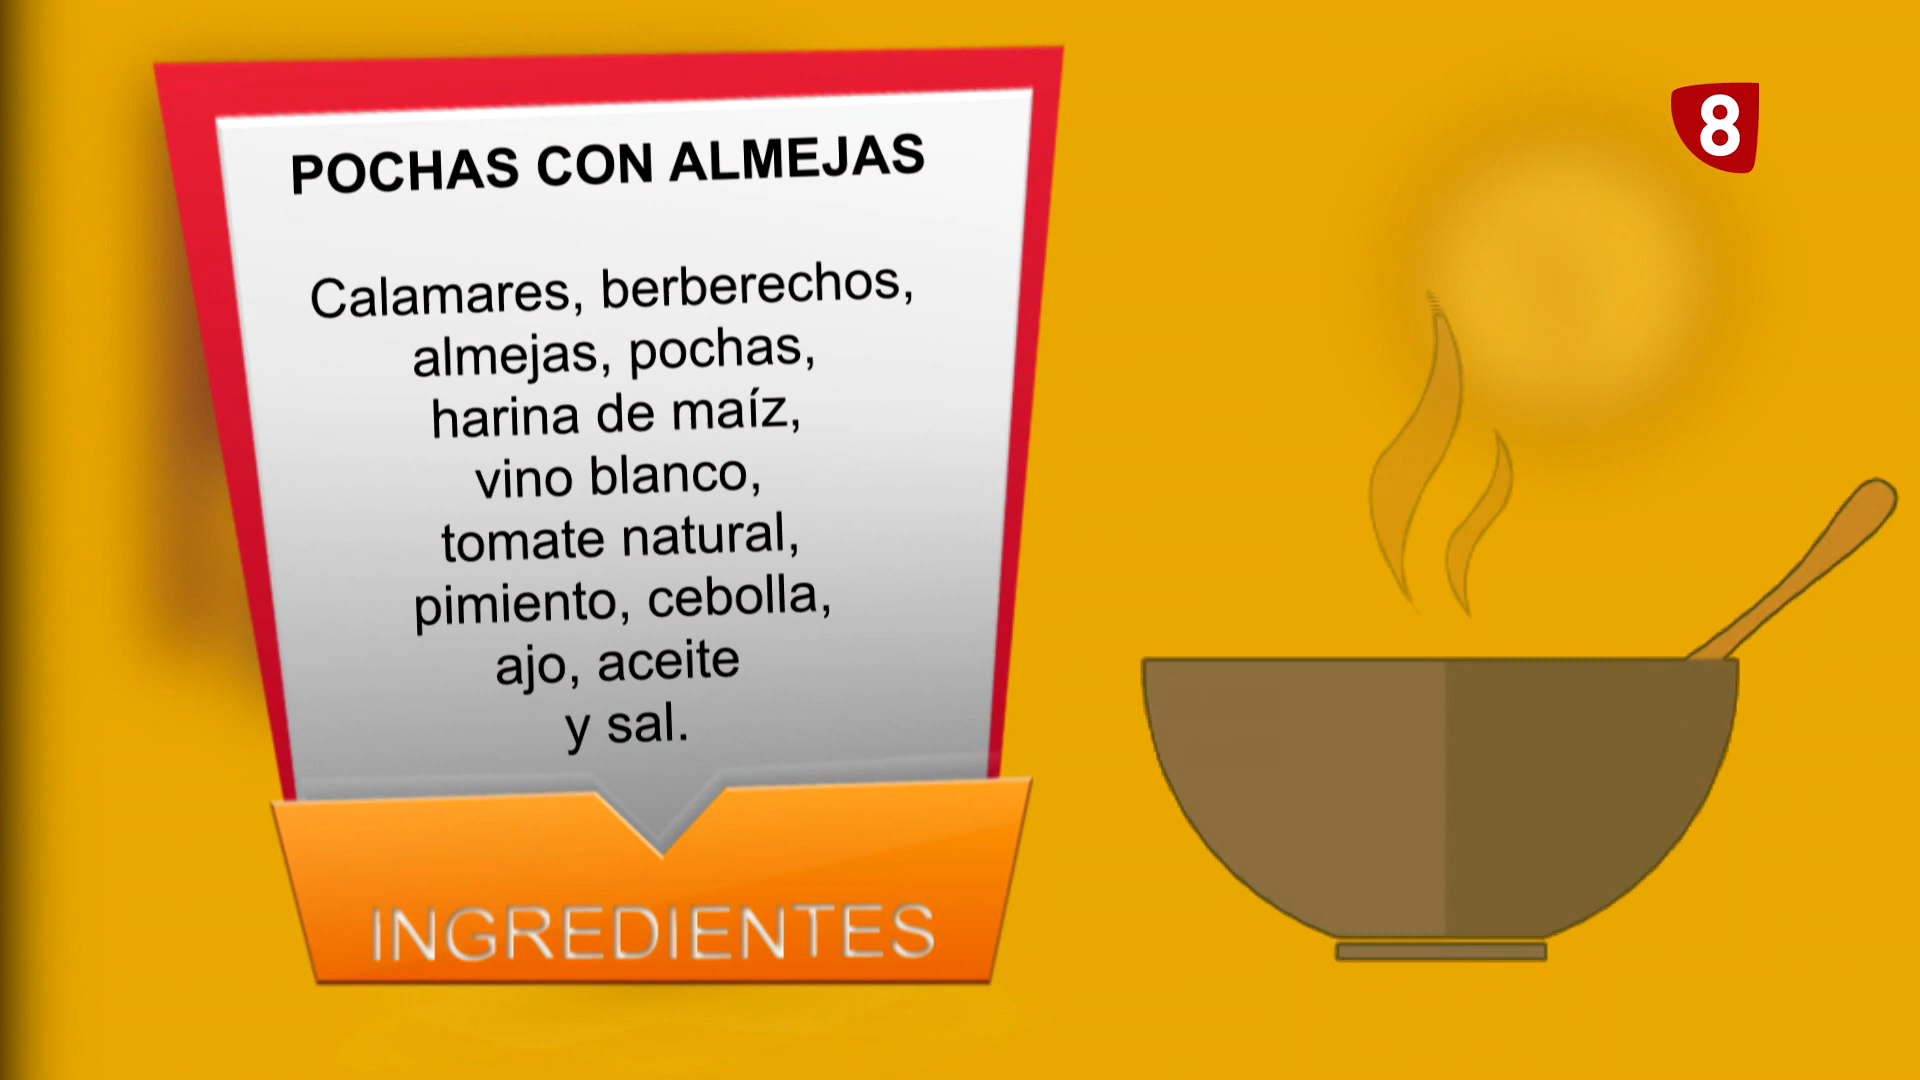 8
POCHAS CON ALMEJAS
Calamares, berberechos,
almejas, pochas,
harina de maíz,
vino blanco,
tomate natural,
pimiento, cebolla,
ajo, aceite
y sal.
INGREDIENTES